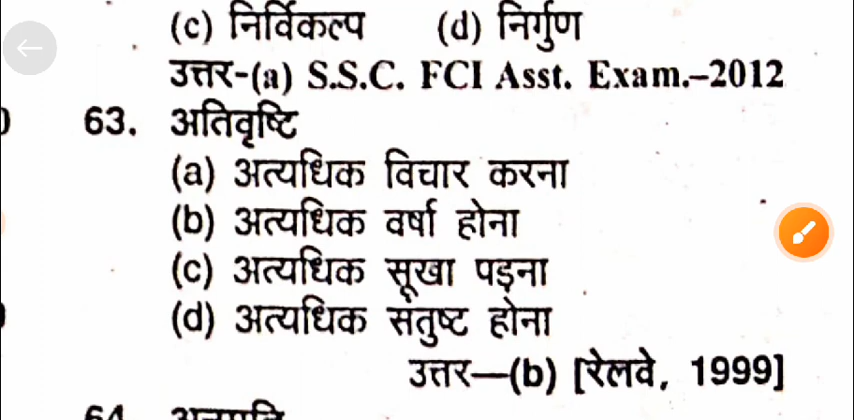 (c) निर्विकल्प (d) निर्गुण
उत्तर-(a) S.S.C. FCI Asst. Exam.–2012
63. अतिवृष्टि
(a) अत्यधिक विचार करना
(b) अत्यधिक वर्षा होना
(c) अत्यधिक सूखा पड़ना
(d) अत्यधिक संतुष्ट होना
उत्तर—(b) [रेलवे, 1999]
64.